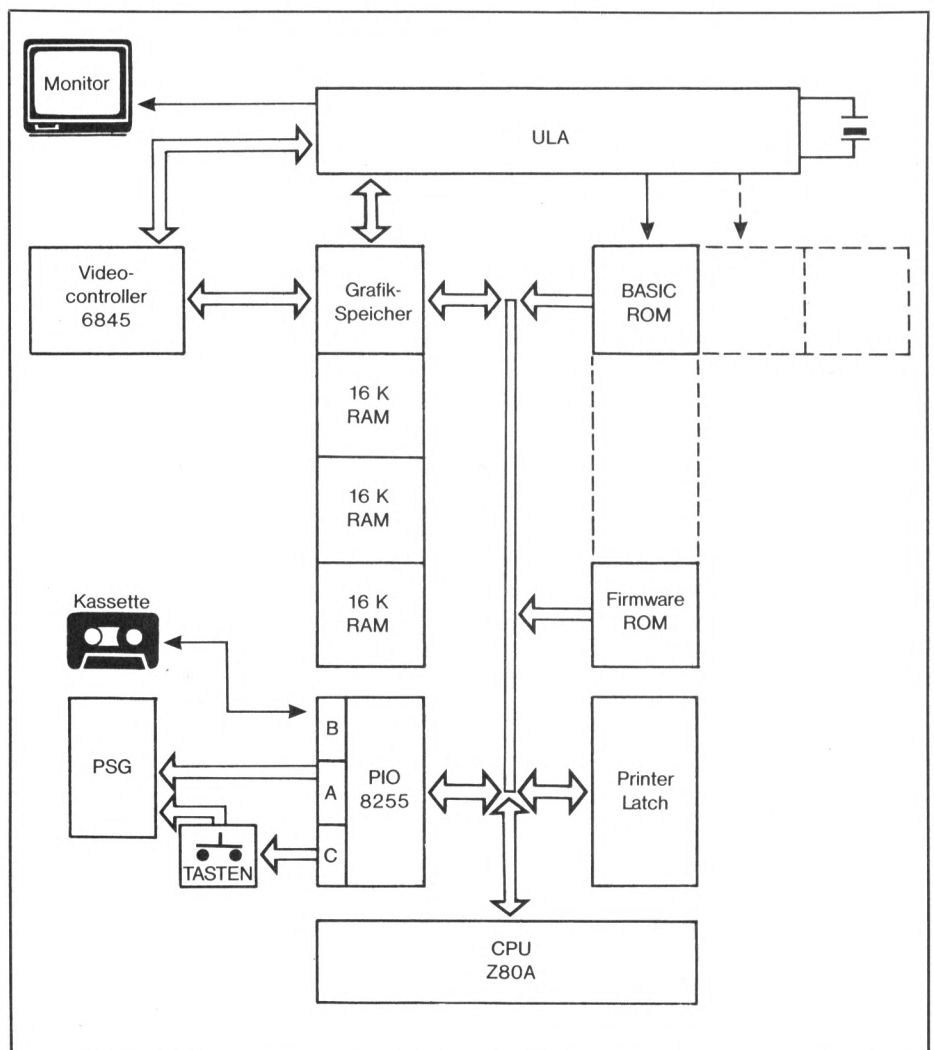 Monitor
ULA
Video-
controller
6845
Grafik-
Speicher
BASIC
ROM
16 K
RAM
16 K
RAM
16 K
RAM
Firmware
ROM
Kassette
PSG
B
A
C
PIO
8255
Printer
Latch
TASTEN
CPU
Z80A